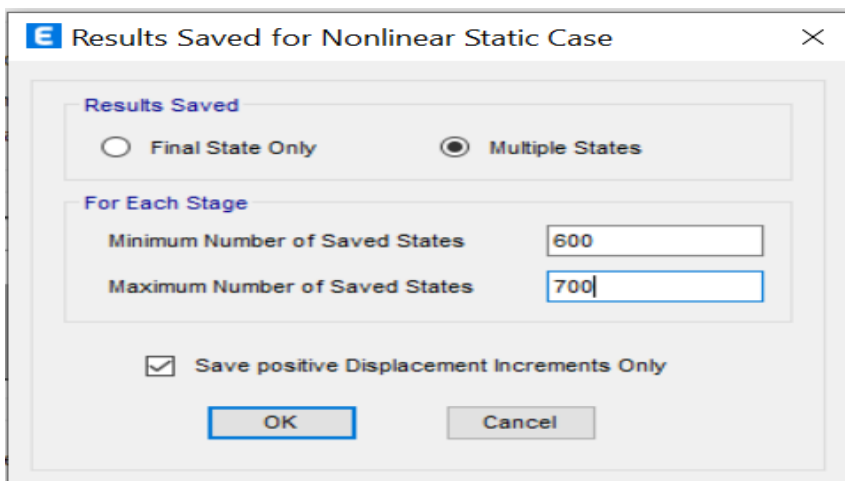 E Results Saved for Nonlinear Static Case
Results Saved
Final State Only Multiple States
For Each Stage
Minimum Number of Saved States 600
Maximum Number of Saved States 700
Save positive Displacement Increments Only
OK Cancel